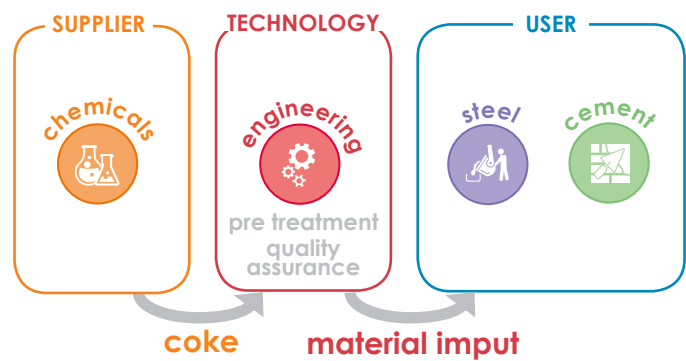 SUPPLIER
TECHNOLOGY
USER
chemicals
engineering
steel
cement
pre treatment
quality
assurance
coke
material imput